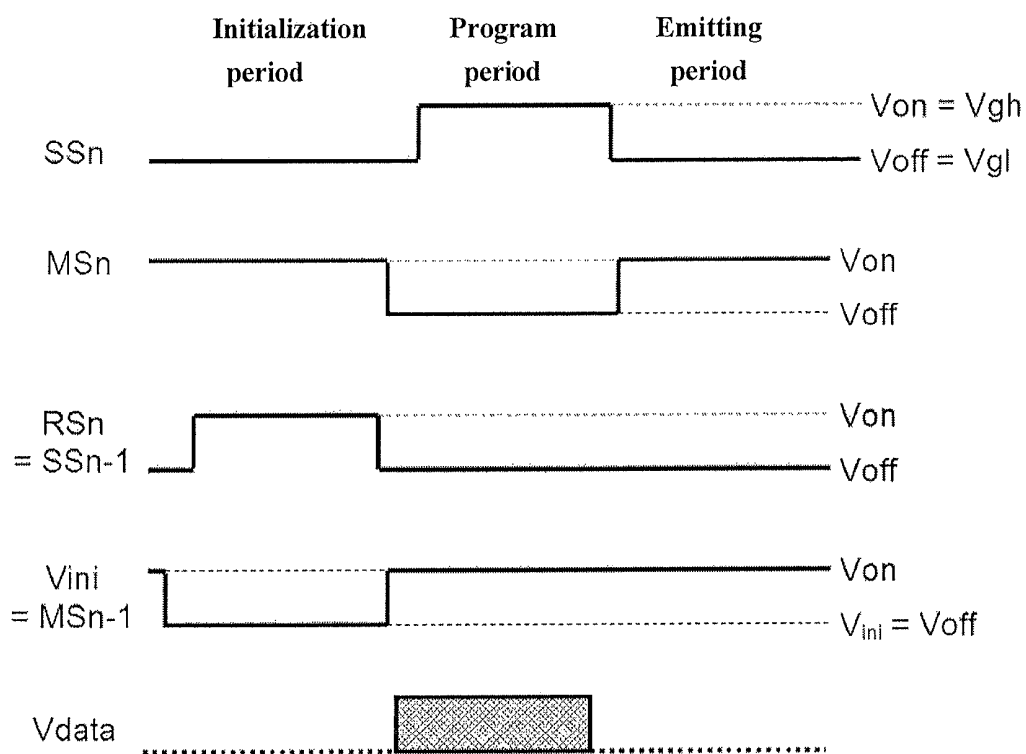 Initialization period
Program period
Emitting period
SSn
Von = Vgh
Voff = Vgl
MSn
Von
Voff
RSn
= SSn-1
Von
Voff
Vini
= MSn-1
Von
Vini = Voff
Vdata